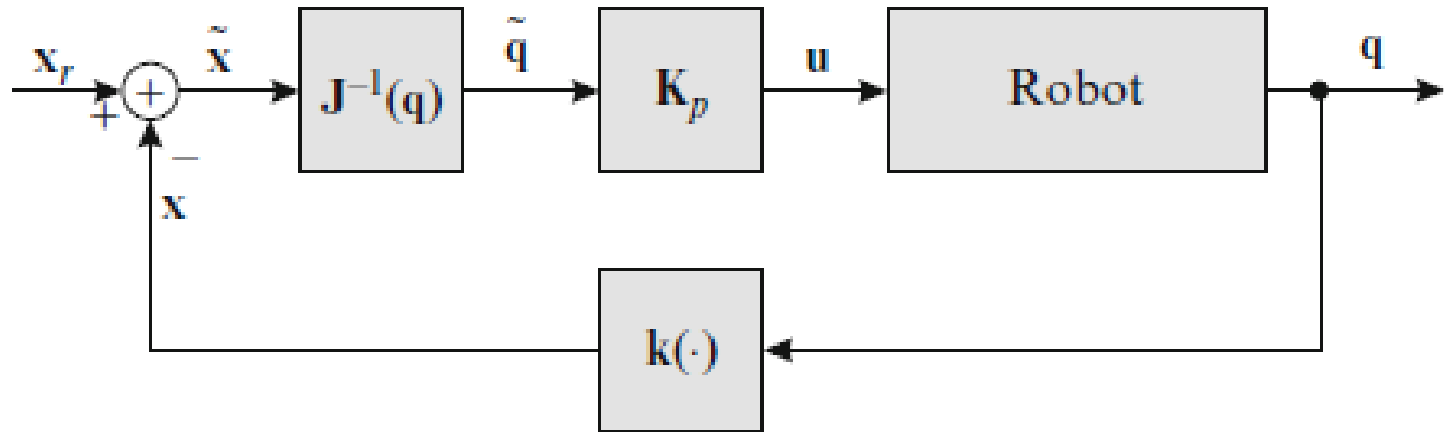 x_r
+
+
−
x̃
J⁻¹(q)
q̃
K_p
u
Robot
q
x
k(·)